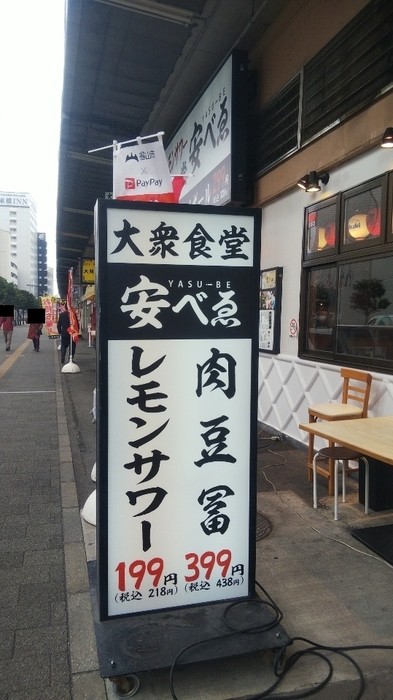 大衆食堂
YASU-BE
安べゑ
肉豆冨
399円
(税込 438円)
レモンサワー
199円
(税込 218円)
YASU-BE
安べゑ
PayPay